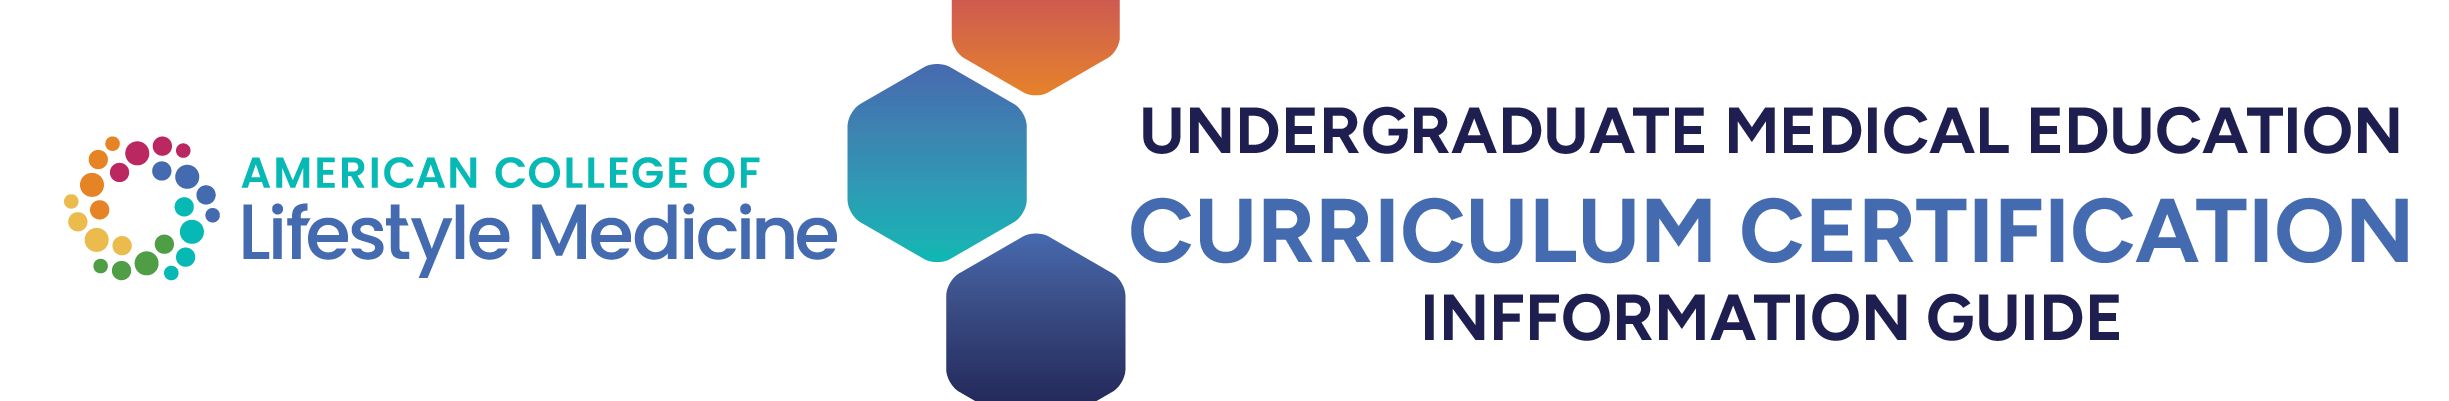 AMERICAN COLLEGE OF
Lifestyle Medicine
UNDERGRADUATE MEDICAL EDUCATION
CURRICULUM CERTIFICATION
INFFORMATION GUIDE